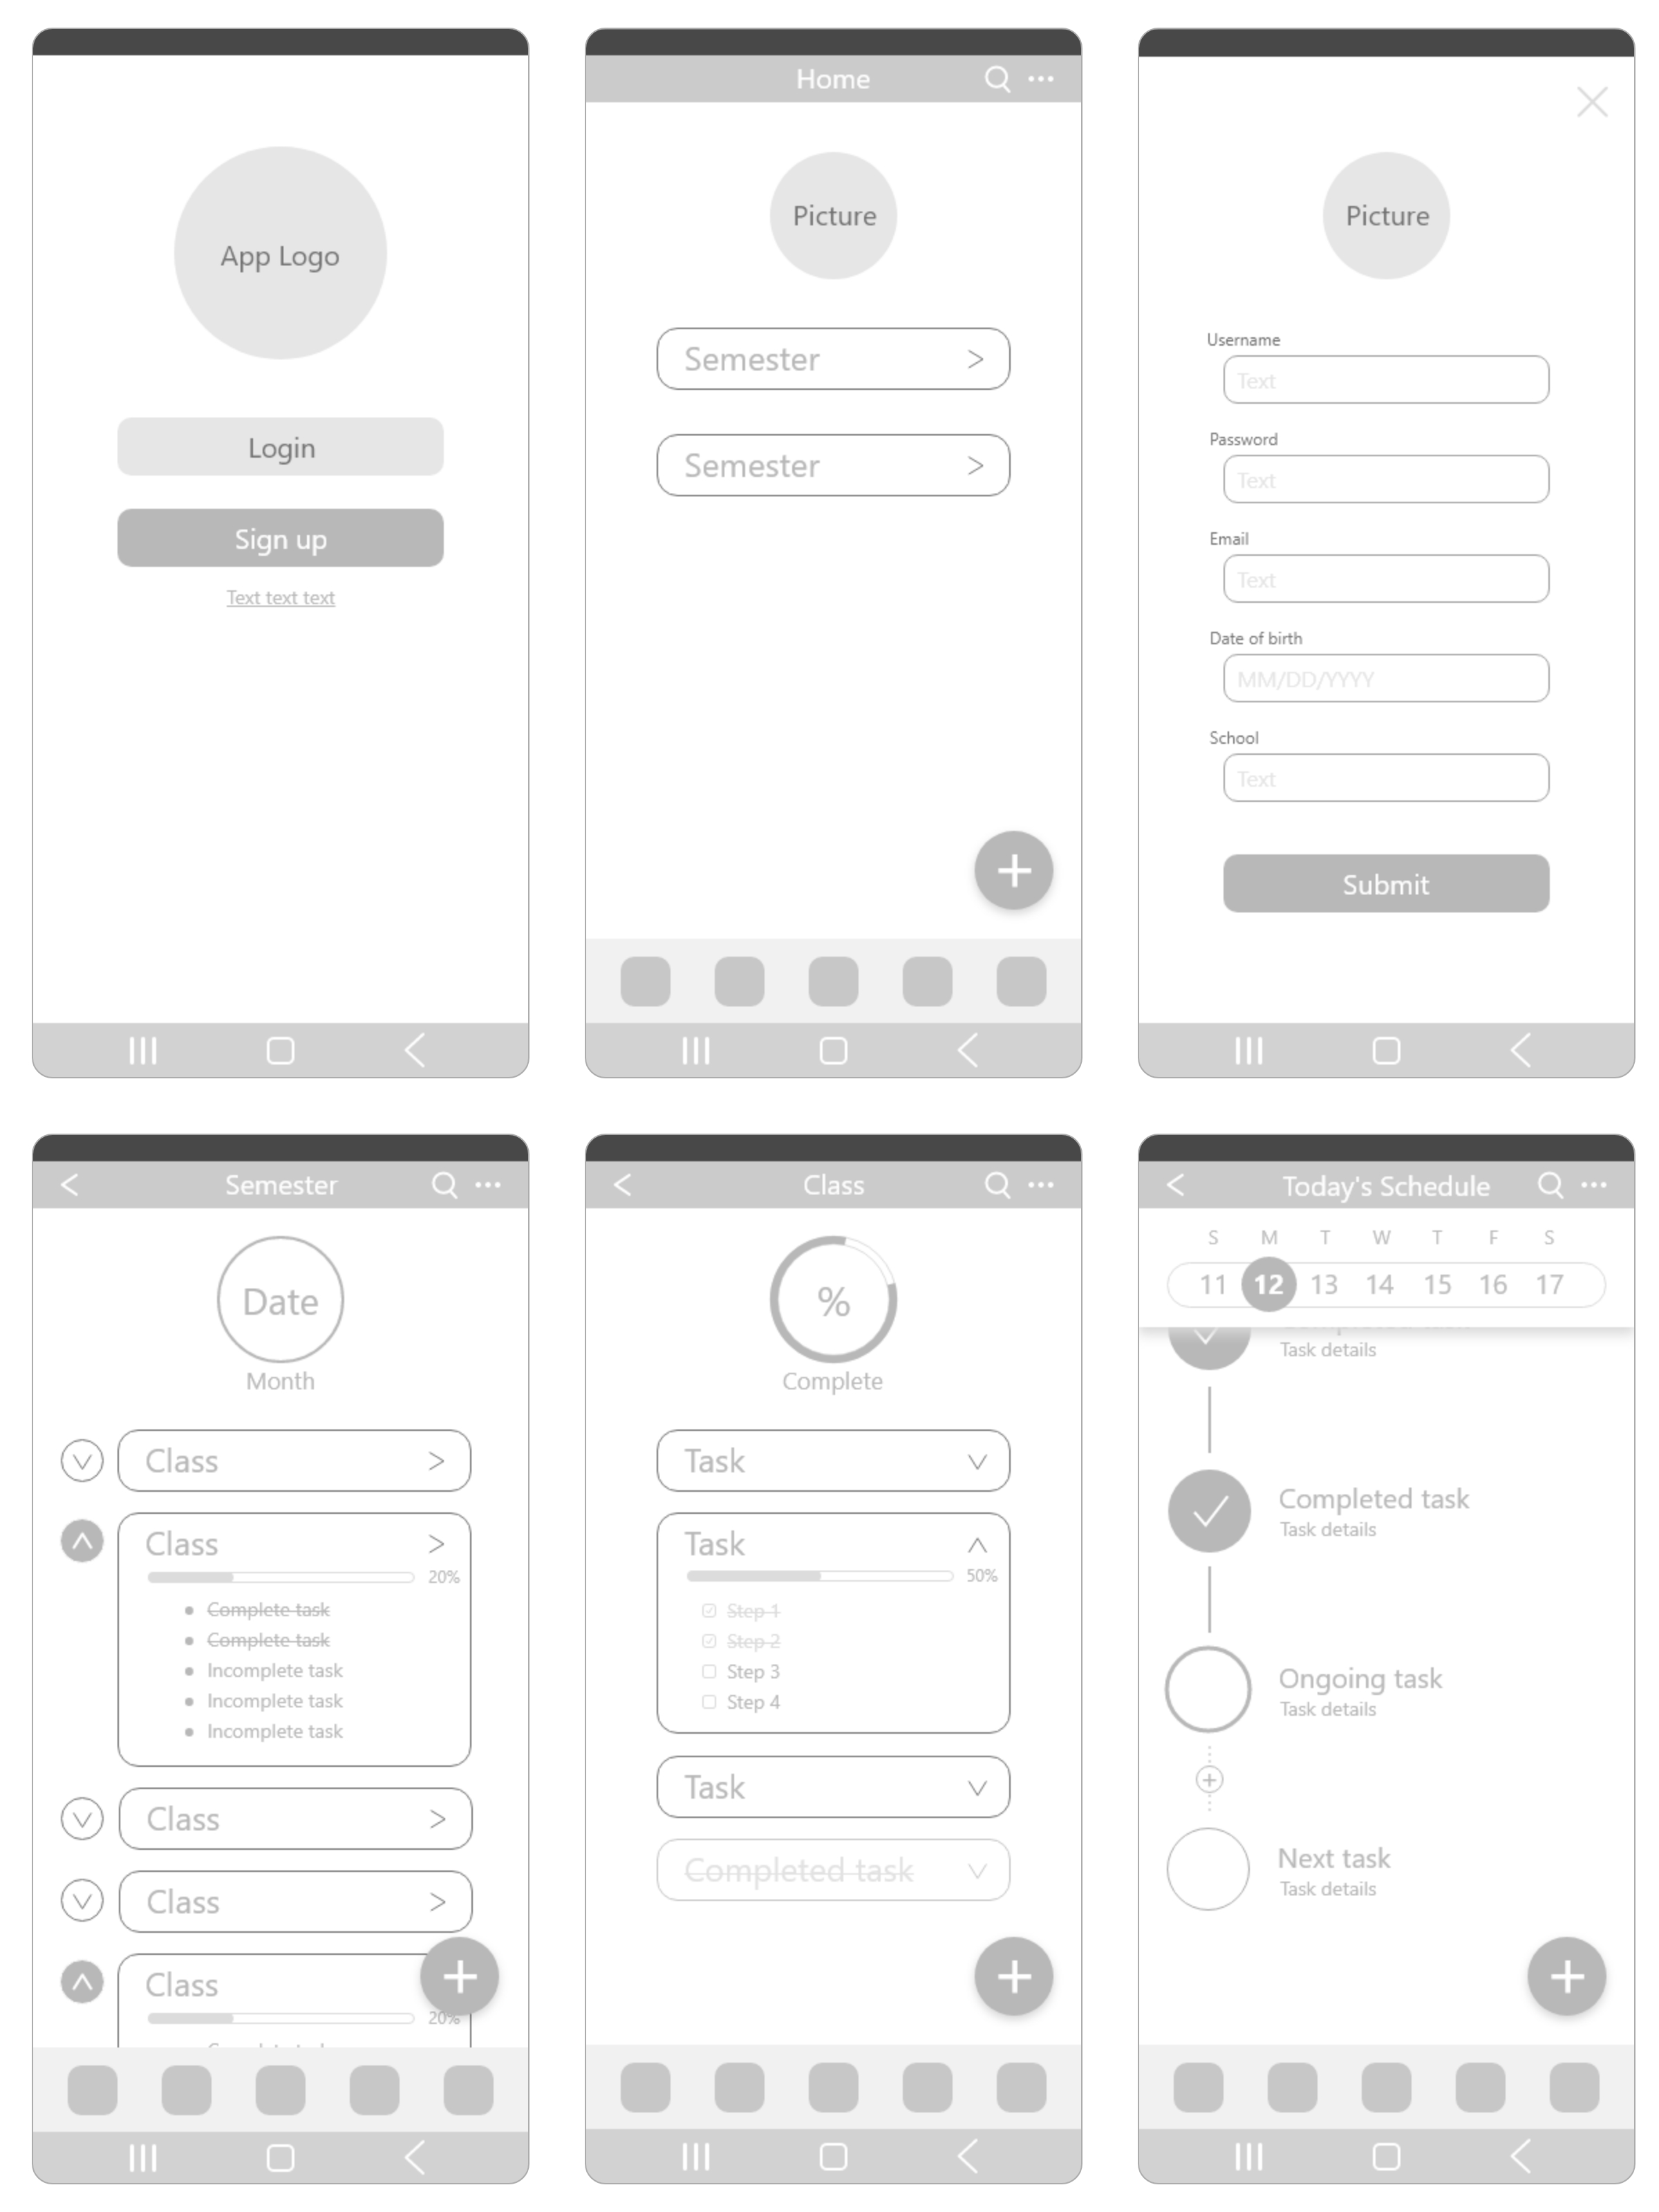 App Logo
Login
Sign up
Text text text
Home
Picture
Semester
Semester
Picture
Username
Text
Password
Text
Email
Text
Date of birth
MM/DD/YYYY
School
Text
Submit
Semester
Date
Month
Class
Class
20%
Complete task
Complete task
Incomplete task
Incomplete task
Incomplete task
Class
Class
Class
20%
Class
%
Complete
Task
Task
50%
Step 1
Step 2
Step 3
Step 4
Task
Completed task
Today's Schedule
S M T W T F S
11 12 13 14 15 16 17
Task details
Completed task
Task details
Ongoing task
Task details
Next task
Task details